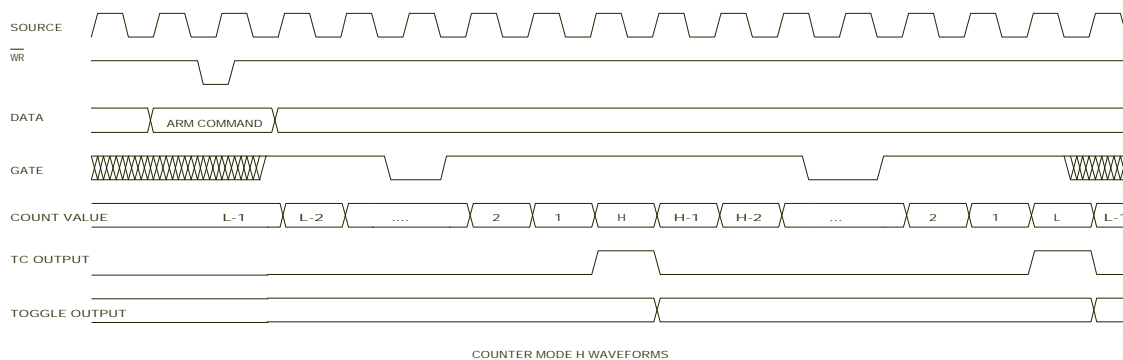 SOURCE
WR
DATA
ARM COMMAND
GATE
COUNT VALUE L-1 L-2 .... 2 1 H H-1 H-2 ... 2 1 L L-1
TC OUTPUT
TOGGLE OUTPUT
COUNTER MODE H WAVEFORMS